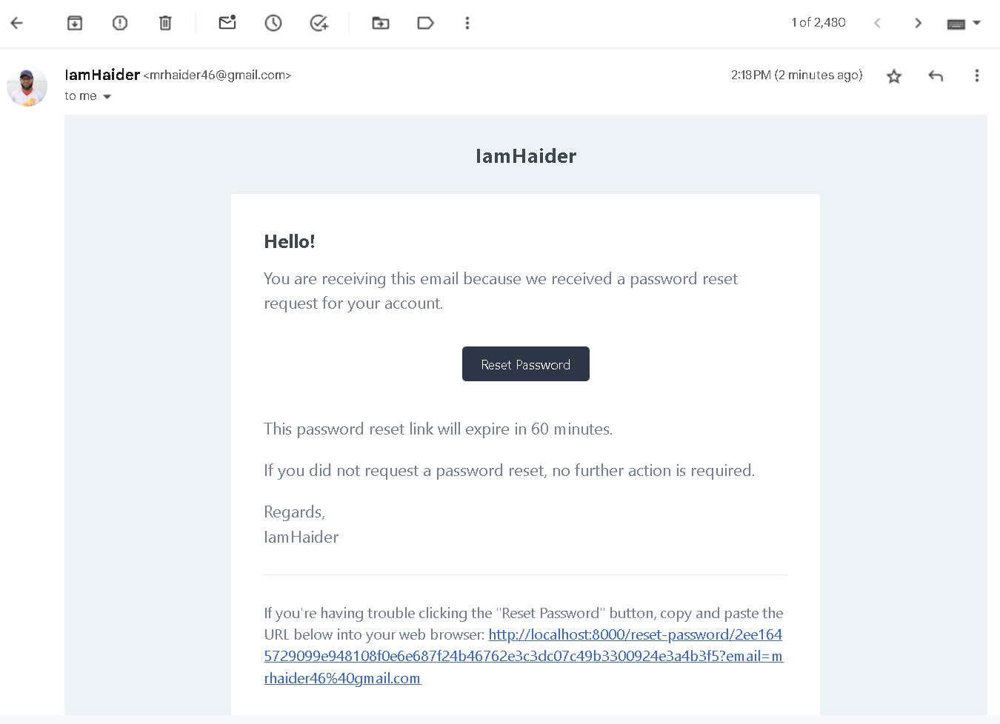 1 of 2,480
IamHaider <mrhaider46@gmail.com>
2:18 PM (2 minutes ago)
to me
IamHaider
Hello!
You are receiving this email because we received a password reset
request for your account.
Reset Password
This password reset link will expire in 60 minutes.
If you did not request a password reset, no further action is required.
Regards,
IamHaider
If you're having trouble clicking the "Reset Password" button, copy and paste the
URL below into your web browser: http://localhost:8000/reset-password/2ee164
5729099e948108f0e6e687f24b46762e3c3dc07c49b3300924e3a4b3f5?email=m
rhaider46%40gmail.com